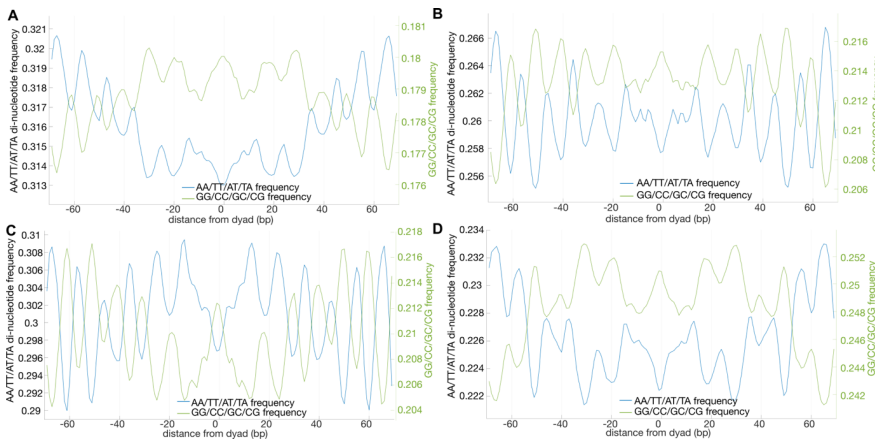 A
AA/TT/AT/TA di-nucleotide frequency
0.321
0.32
0.319
0.318
0.317
0.316
0.315
0.314
0.313
0.181
0.18
0.179
0.178
0.177
0.176
GG/CC/GC/CG frequency
AA/TT/AT/TA frequency
GG/CC/GC/CG frequency
-60 -40 -20 0 20 40 60
distance from dyad (bp)
B
AA/TT/AT/TA di-nucleotide frequency
0.266
0.264
0.262
0.26
0.258
0.256
0.216
0.214
0.212
0.21
0.208
0.206
AA/TT/AT/TA frequency
GG/CC/GC/CG frequency
-60 -40 -20 0 20 40 60
distance from dyad (bp)
C
AA/TT/AT/TA di-nucleotide frequency
0.31
0.308
0.306
0.304
0.302
0.3
0.298
0.296
0.294
0.292
0.29
0.218
0.216
0.214
0.212
0.210
0.209
0.206
0.204
GG/CC/GC/CG frequency
AA/TT/AT/TA frequency
GG/CC/GC/CG frequency
-60 -40 -20 0 20 40 60
distance from dyad (bp)
D
AA/TT/AT/TA di-nucleotide frequency
0.234
0.23
0.228
0.226
0.224
0.222
0.252
0.25
0.248
0.246
0.244
0.242
GG/CC/GC/CG frequency
AA/TT/AT/TA frequency
GG/CC/GC/CG frequency
-60 -40 -20 0 20 40 60
distance from dyad (bp)